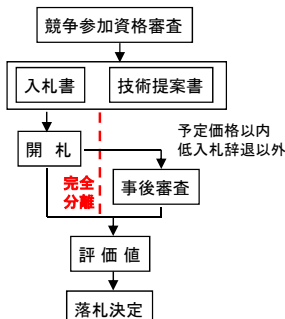 競争参加資格審査
入札書
技術提案書
開 札
予定価格以内
低入札辞退以外
完全
分離
事後審査
評 価 値
落札決定